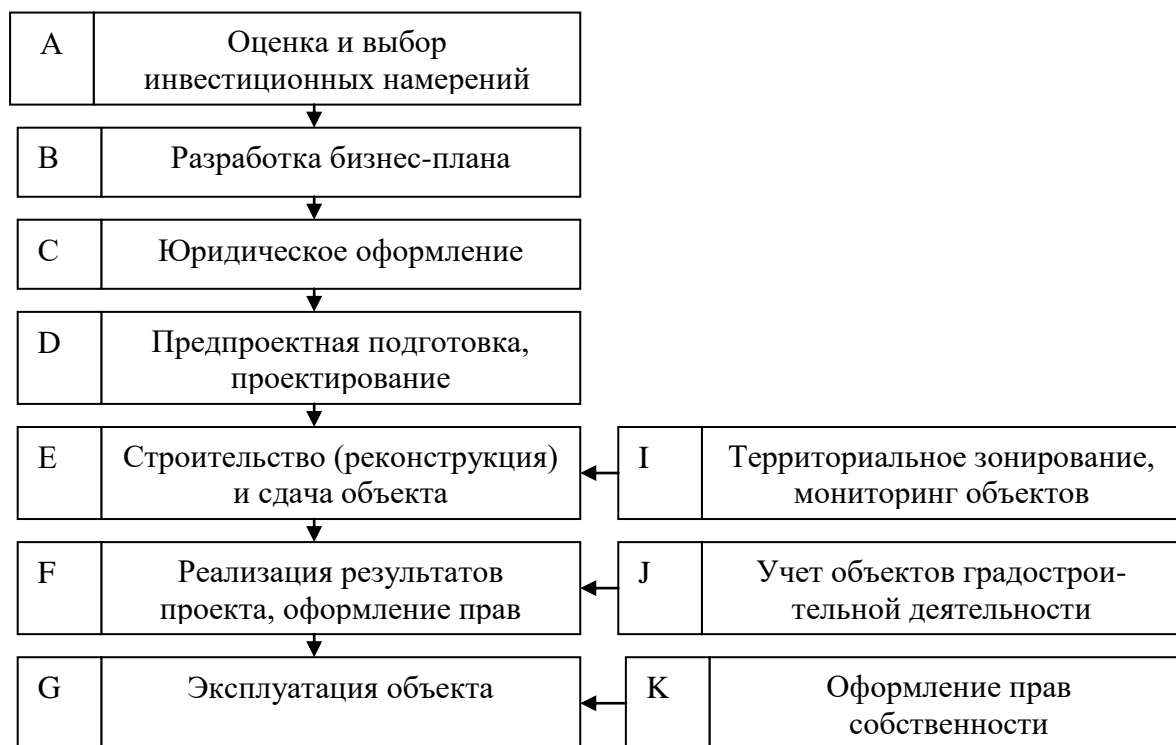 A
Оценка и выбор
инвестиционных намерений
B
Разработка бизнес-плана
C
Юридическое оформление
D
Предпроектная подготовка,
проектирование
E
Строительство (реконструкция)
и сдача объекта
I
Территориальное зонирование,
мониторинг объектов
F
Реализация результатов
проекта, оформление прав
J
Учет объектов градострои-
тельной деятельности
G
Эксплуатация объекта
K
Оформление прав
собственности